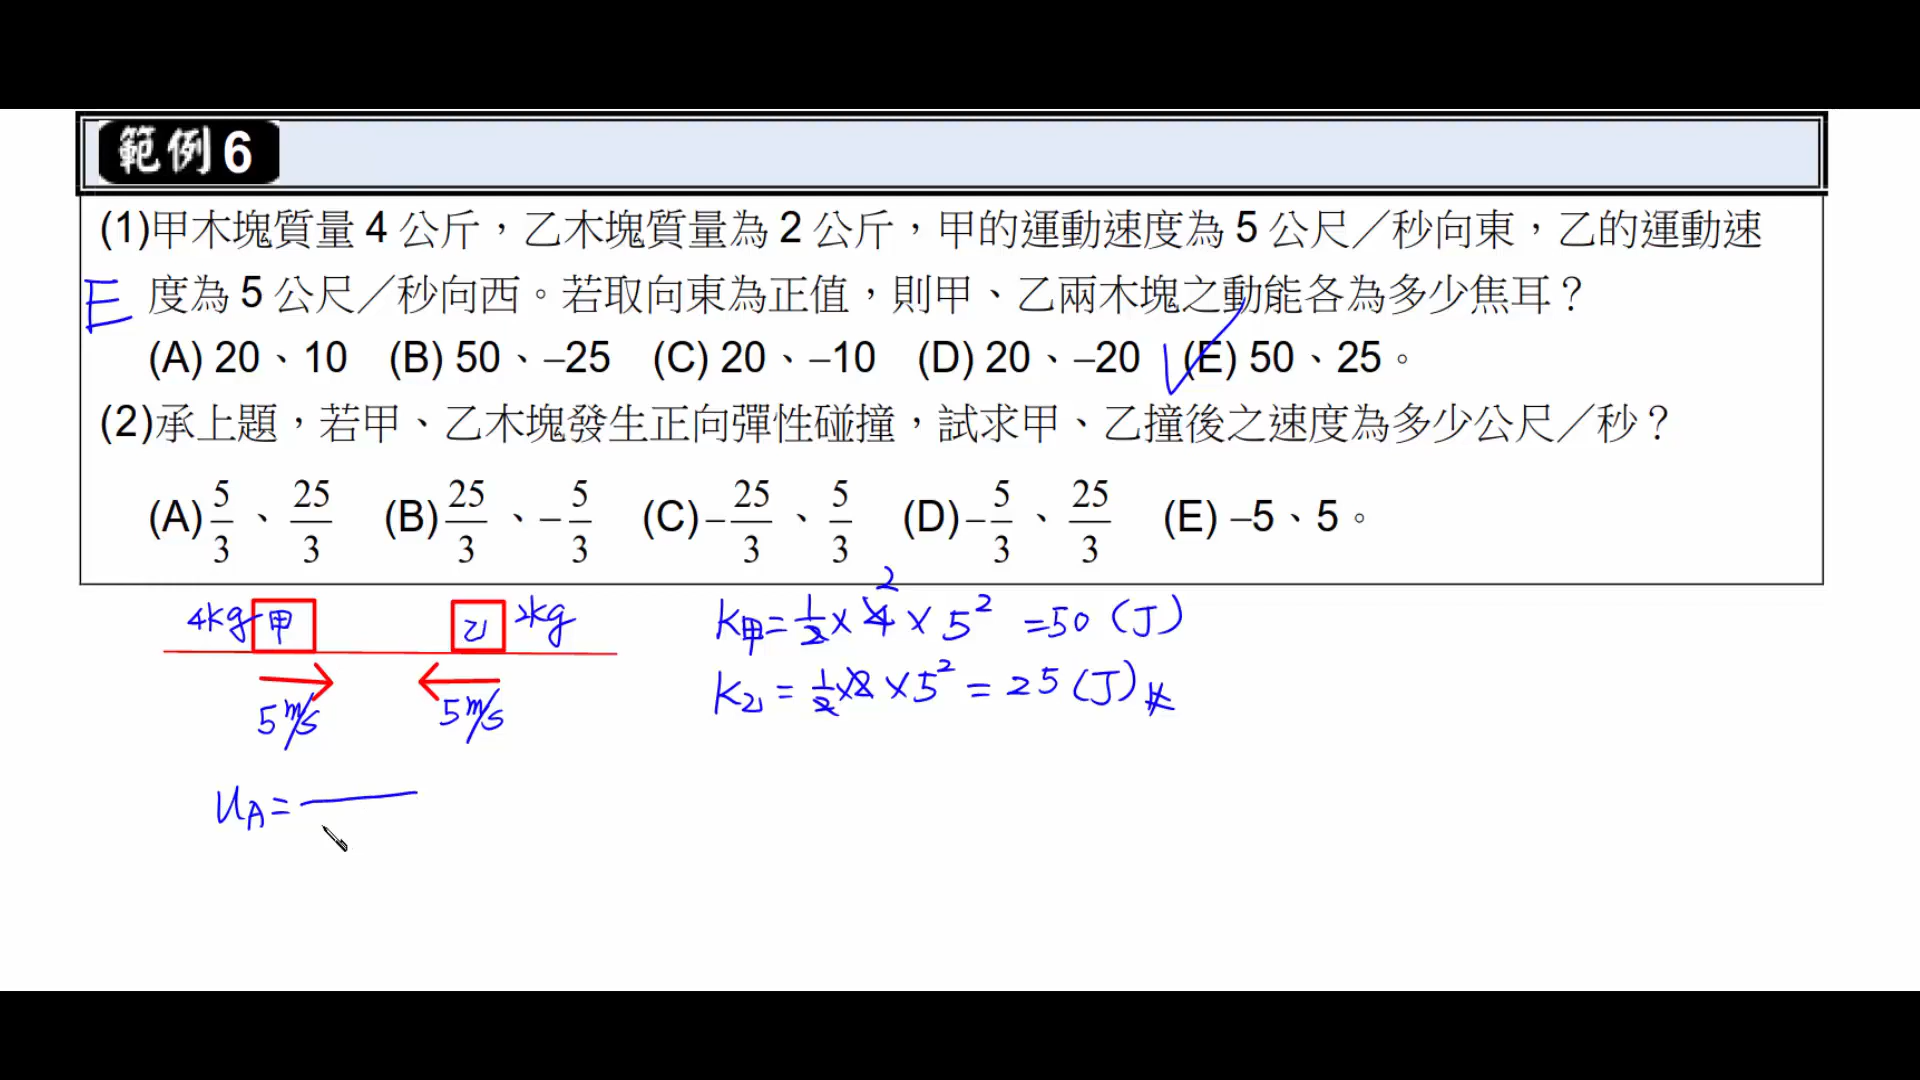 範例 6
(1)甲木塊質量 4 公斤，乙木塊質量為 2 公斤，甲的運動速度為 5 公尺／秒向東，乙的運動速
E 度為 5 公尺／秒向西。若取向東為正值，則甲、乙兩木塊之動能各為多少焦耳？
(A) 20、10 (B) 50、–25 (C) 20、–10 (D) 20、–20 (E) 50、25。
(2)承上題，若甲、乙木塊發生正向彈性碰撞，試求甲、乙撞後之速度為多少公尺／秒？
(A) 5/3、25/3 (B) 25/3、–5/3 (C) –25/3、5/3 (D) –5/3、25/3 (E) –5、5。
4kg 甲 乙 2kg
5 m/s 5 m/s
K甲 = 1/2 × 4 × 5² = 50 (J)
2
K乙 = 1/2 × 2 × 5² = 25 (J)
U_A =